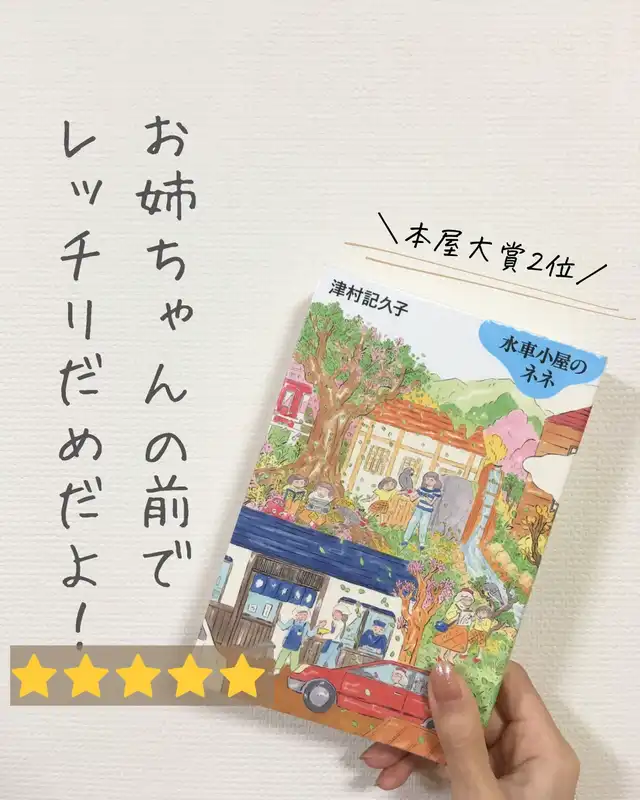 お姉ちゃんの前で
レッチリだめだよ!
\本屋大賞2位/
津村記久子
水車小屋の
ネネ